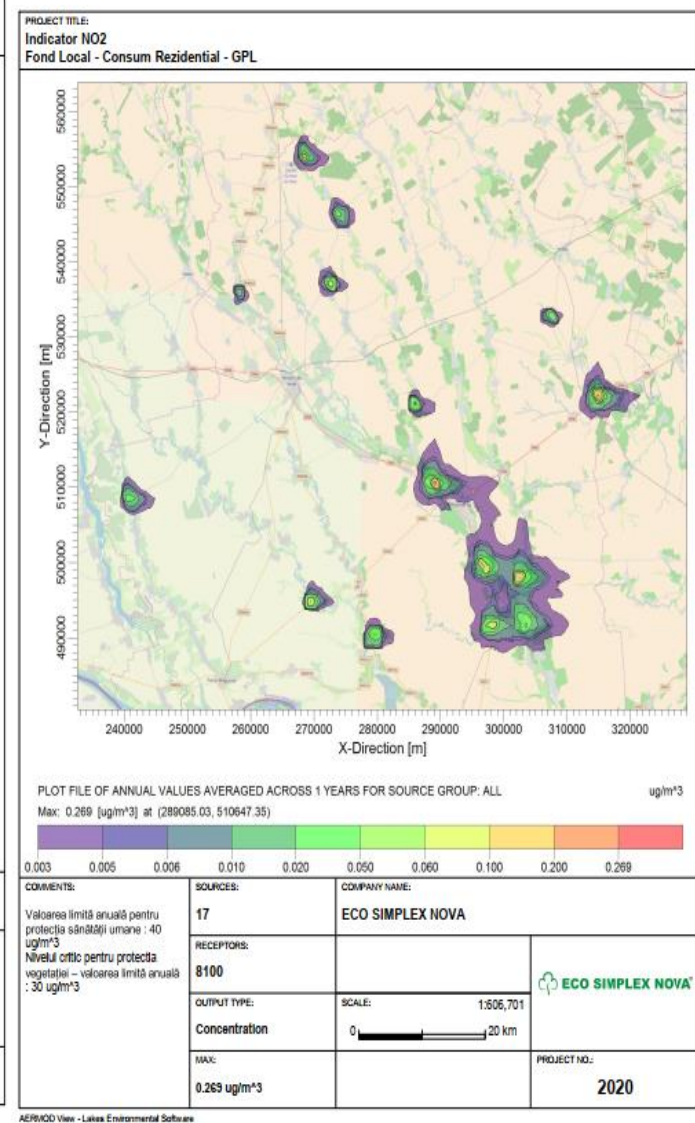 PROJECT TITLE:
Indicator NO2
Fond Local - Consum Rezidential - GPL
Y-Direction [m]
560000
550000
540000
530000
520000
510000
500000
490000
240000 250000 260000 270000 280000 290000 300000 310000 320000
X-Direction [m]
PLOT FILE OF ANNUAL VALUES AVERAGED ACROSS 1 YEARS FOR SOURCE GROUP: ALL ug/m^3
Max: 0.269 [ug/m^3] at (289085.03, 510647.35)
0.003 0.005 0.006 0.010 0.020 0.050 0.060 0.100 0.200 0.269
COMMENTS:
Valoarea limită anuală pentru
protecția sănătății umane : 40
ug/m^3
Nivelul critic pentru protectia
vegetației – valoarea limită anuală
: 30 ug/m^3
SOURCES:
17
COMPANY NAME:
ECO SIMPLEX NOVA
RECEPTORS:
8100
ECO SIMPLEX NOVA
OUTPUT TYPE:
Concentration
SCALE: 1:606,701
0 20 km
MAX:
0.269 ug/m^3
PROJECT NO.:
2020
AERMOD View - Lakes Environmental Software